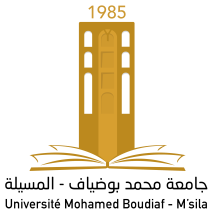 1985
جامعة محمد بوضياف - المسيلة
Université Mohamed Boudiaf - M'sila